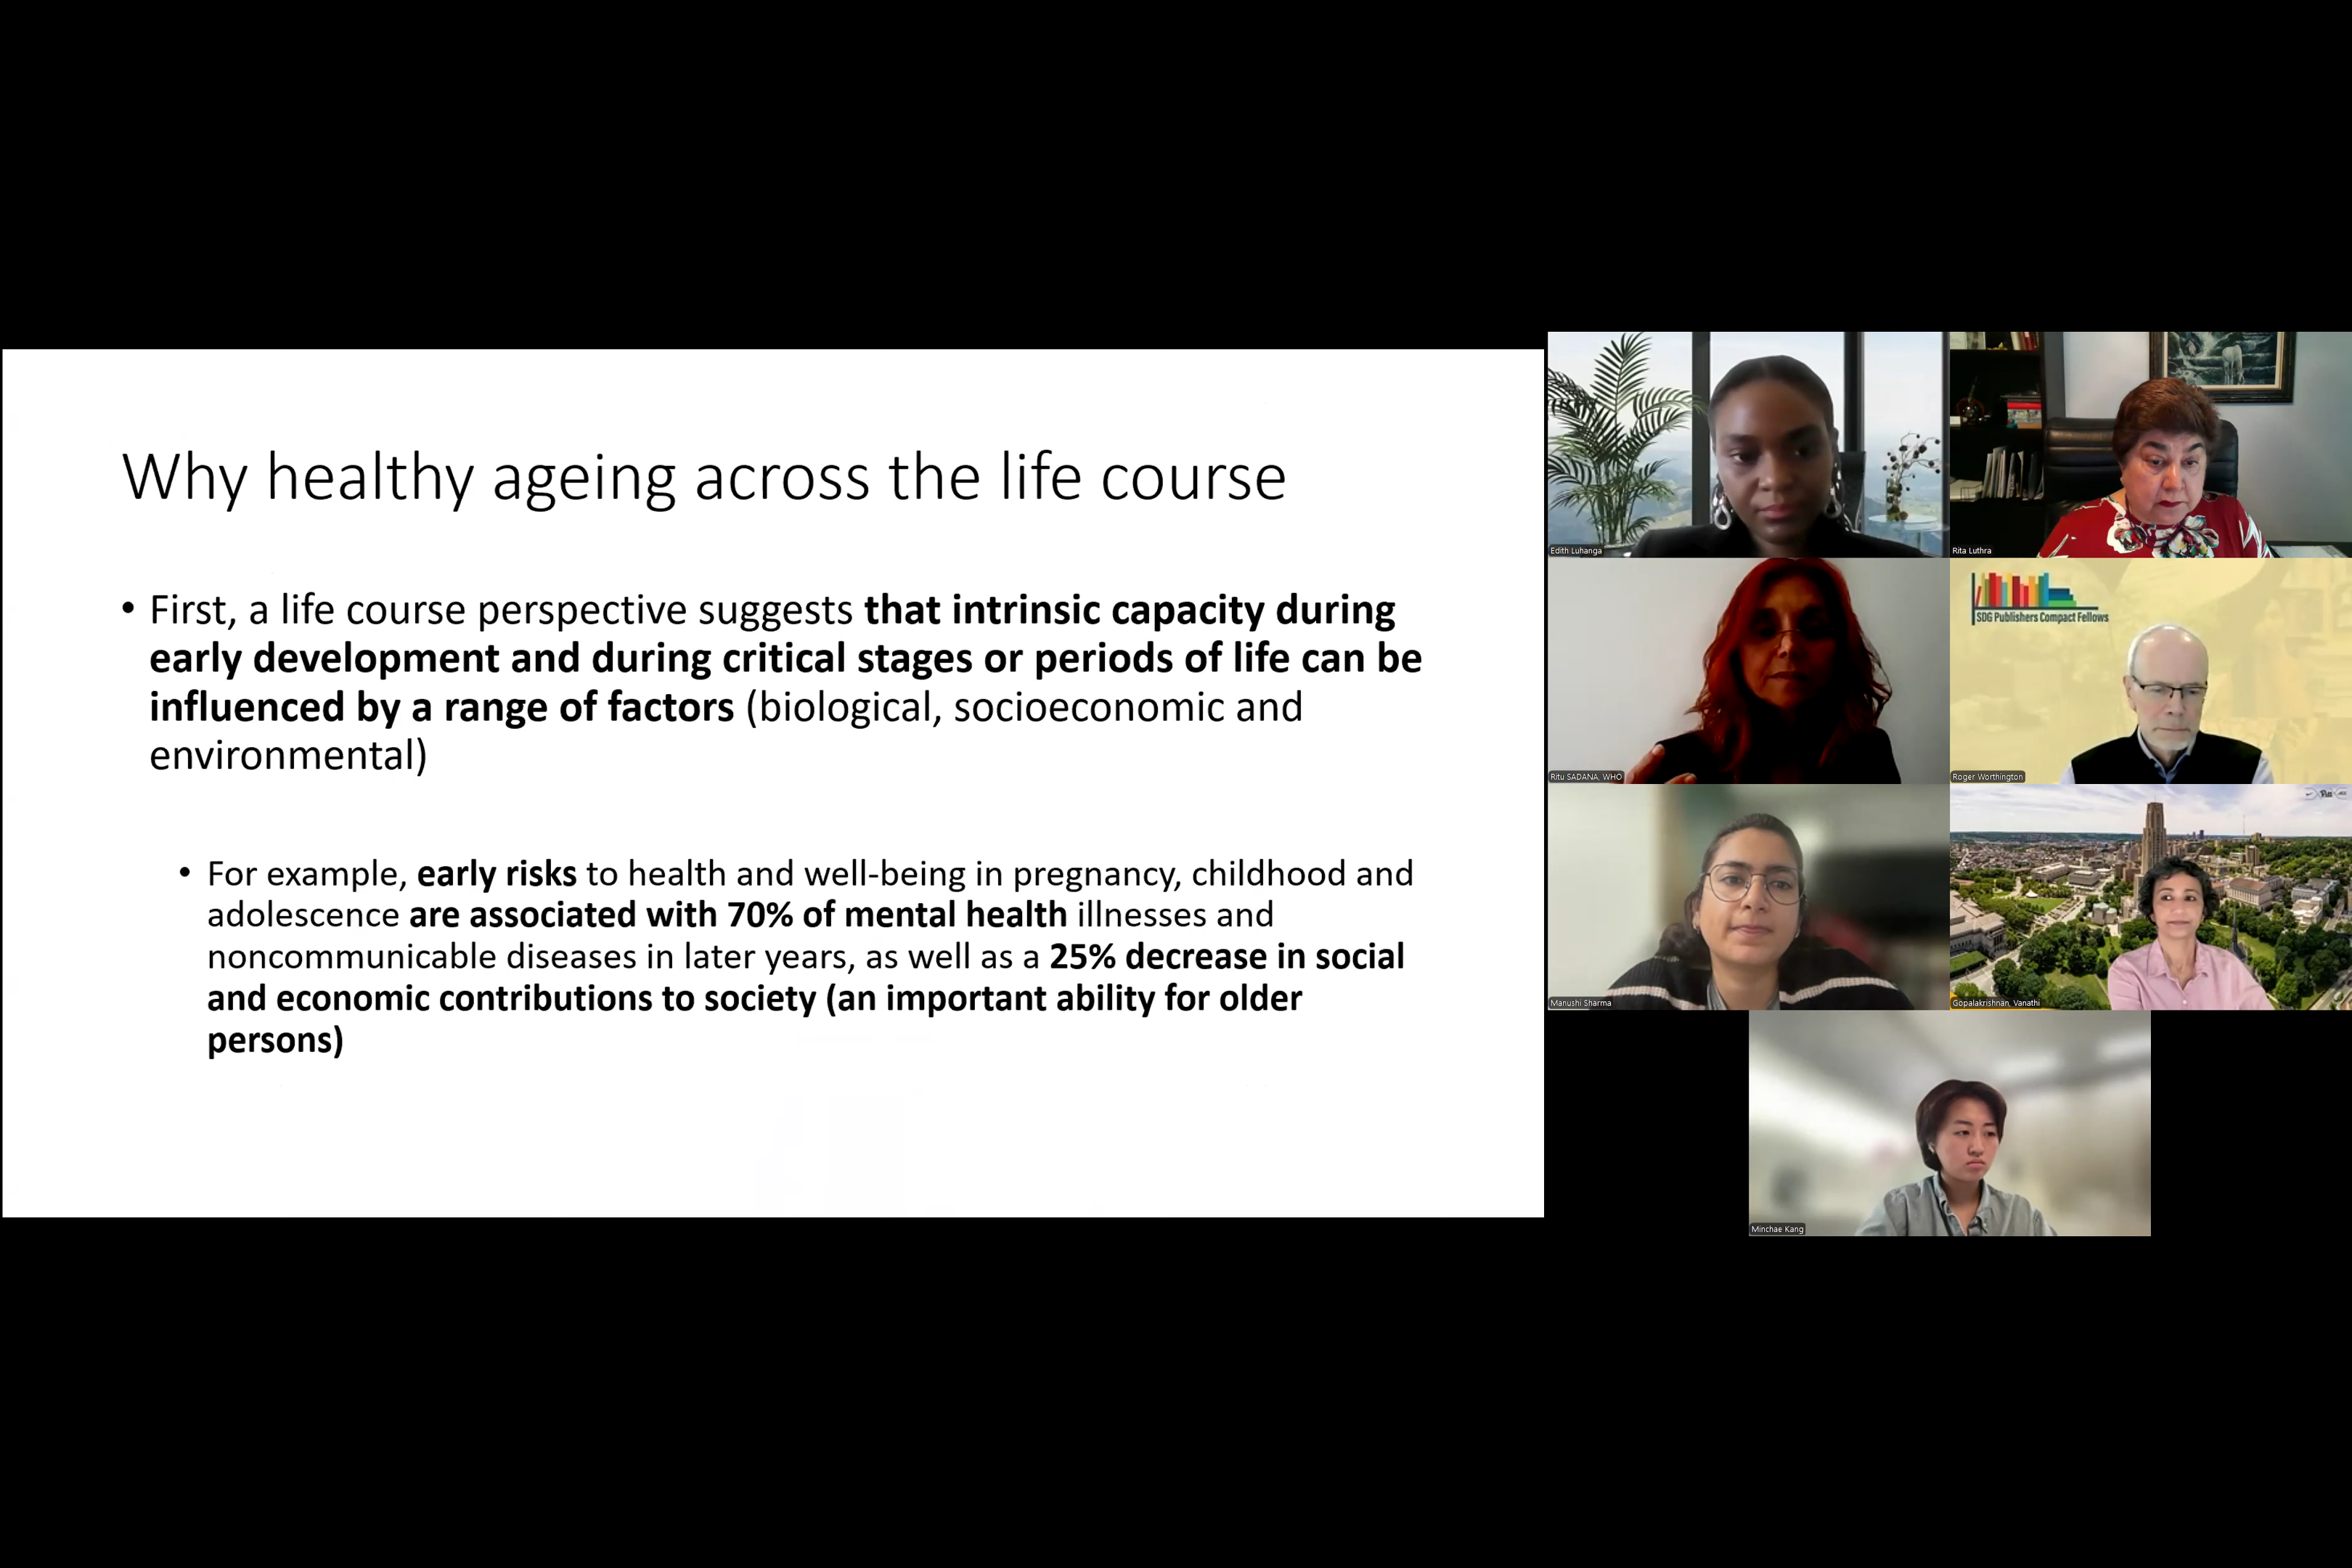 Why healthy ageing across the life course
• First, a life course perspective suggests that intrinsic capacity during
early development and during critical stages or periods of life can be
influenced by a range of factors (biological, socioeconomic and
environmental)
• For example, early risks to health and well-being in pregnancy, childhood and
adolescence are associated with 70% of mental health illnesses and
noncommunicable diseases in later years, as well as a 25% decrease in social
and economic contributions to society (an important ability for older
persons)
Edith Luhanga
Rita Luthra
Ritu SADANA, WHO
SDG Publishers Compact Fellows
Roger Worthington
Manushi Sharma
Gopalakrishnan, Vanathi
Minchae Kang